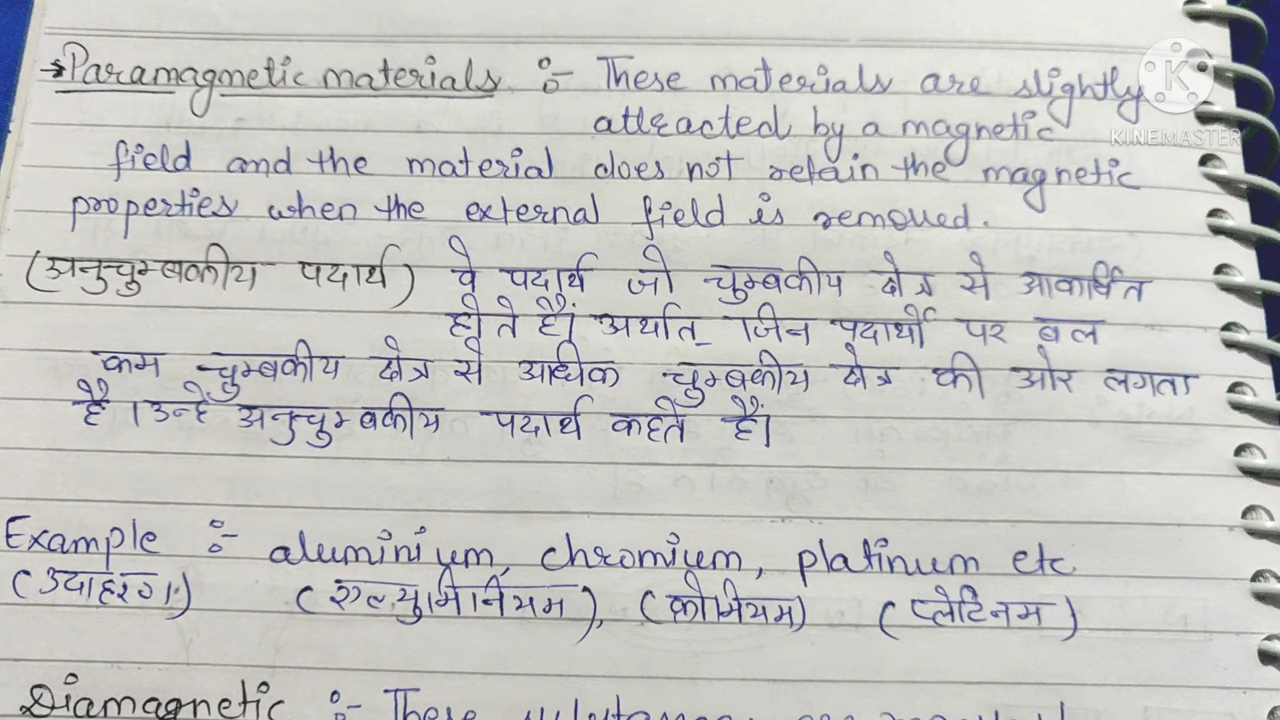 →Paramagnetic materials :- These materials are slightly
attracted by a magnetic
field and the material does not retain the magnetic
properties when the external field is removed.
(अनुचुम्बकीय पदार्थ) वे पदार्थ जो चुम्बकीय क्षेत्र से आकर्षित
होते हैं। अर्थात् जिन पदार्थों पर बल
कम चुम्बकीय क्षेत्र से अधिक चुम्बकीय क्षेत्र की ओर लगता
है। उन्हे अनुचुम्बकीय पदार्थ कहते हैं।
Example :- aluminium, chromium, platinum etc
(उदाहरण) (एल्युमिनियम), (क्रोमियम) (प्लेटिनम)
Diamagnetic :- These
KINEMASTER